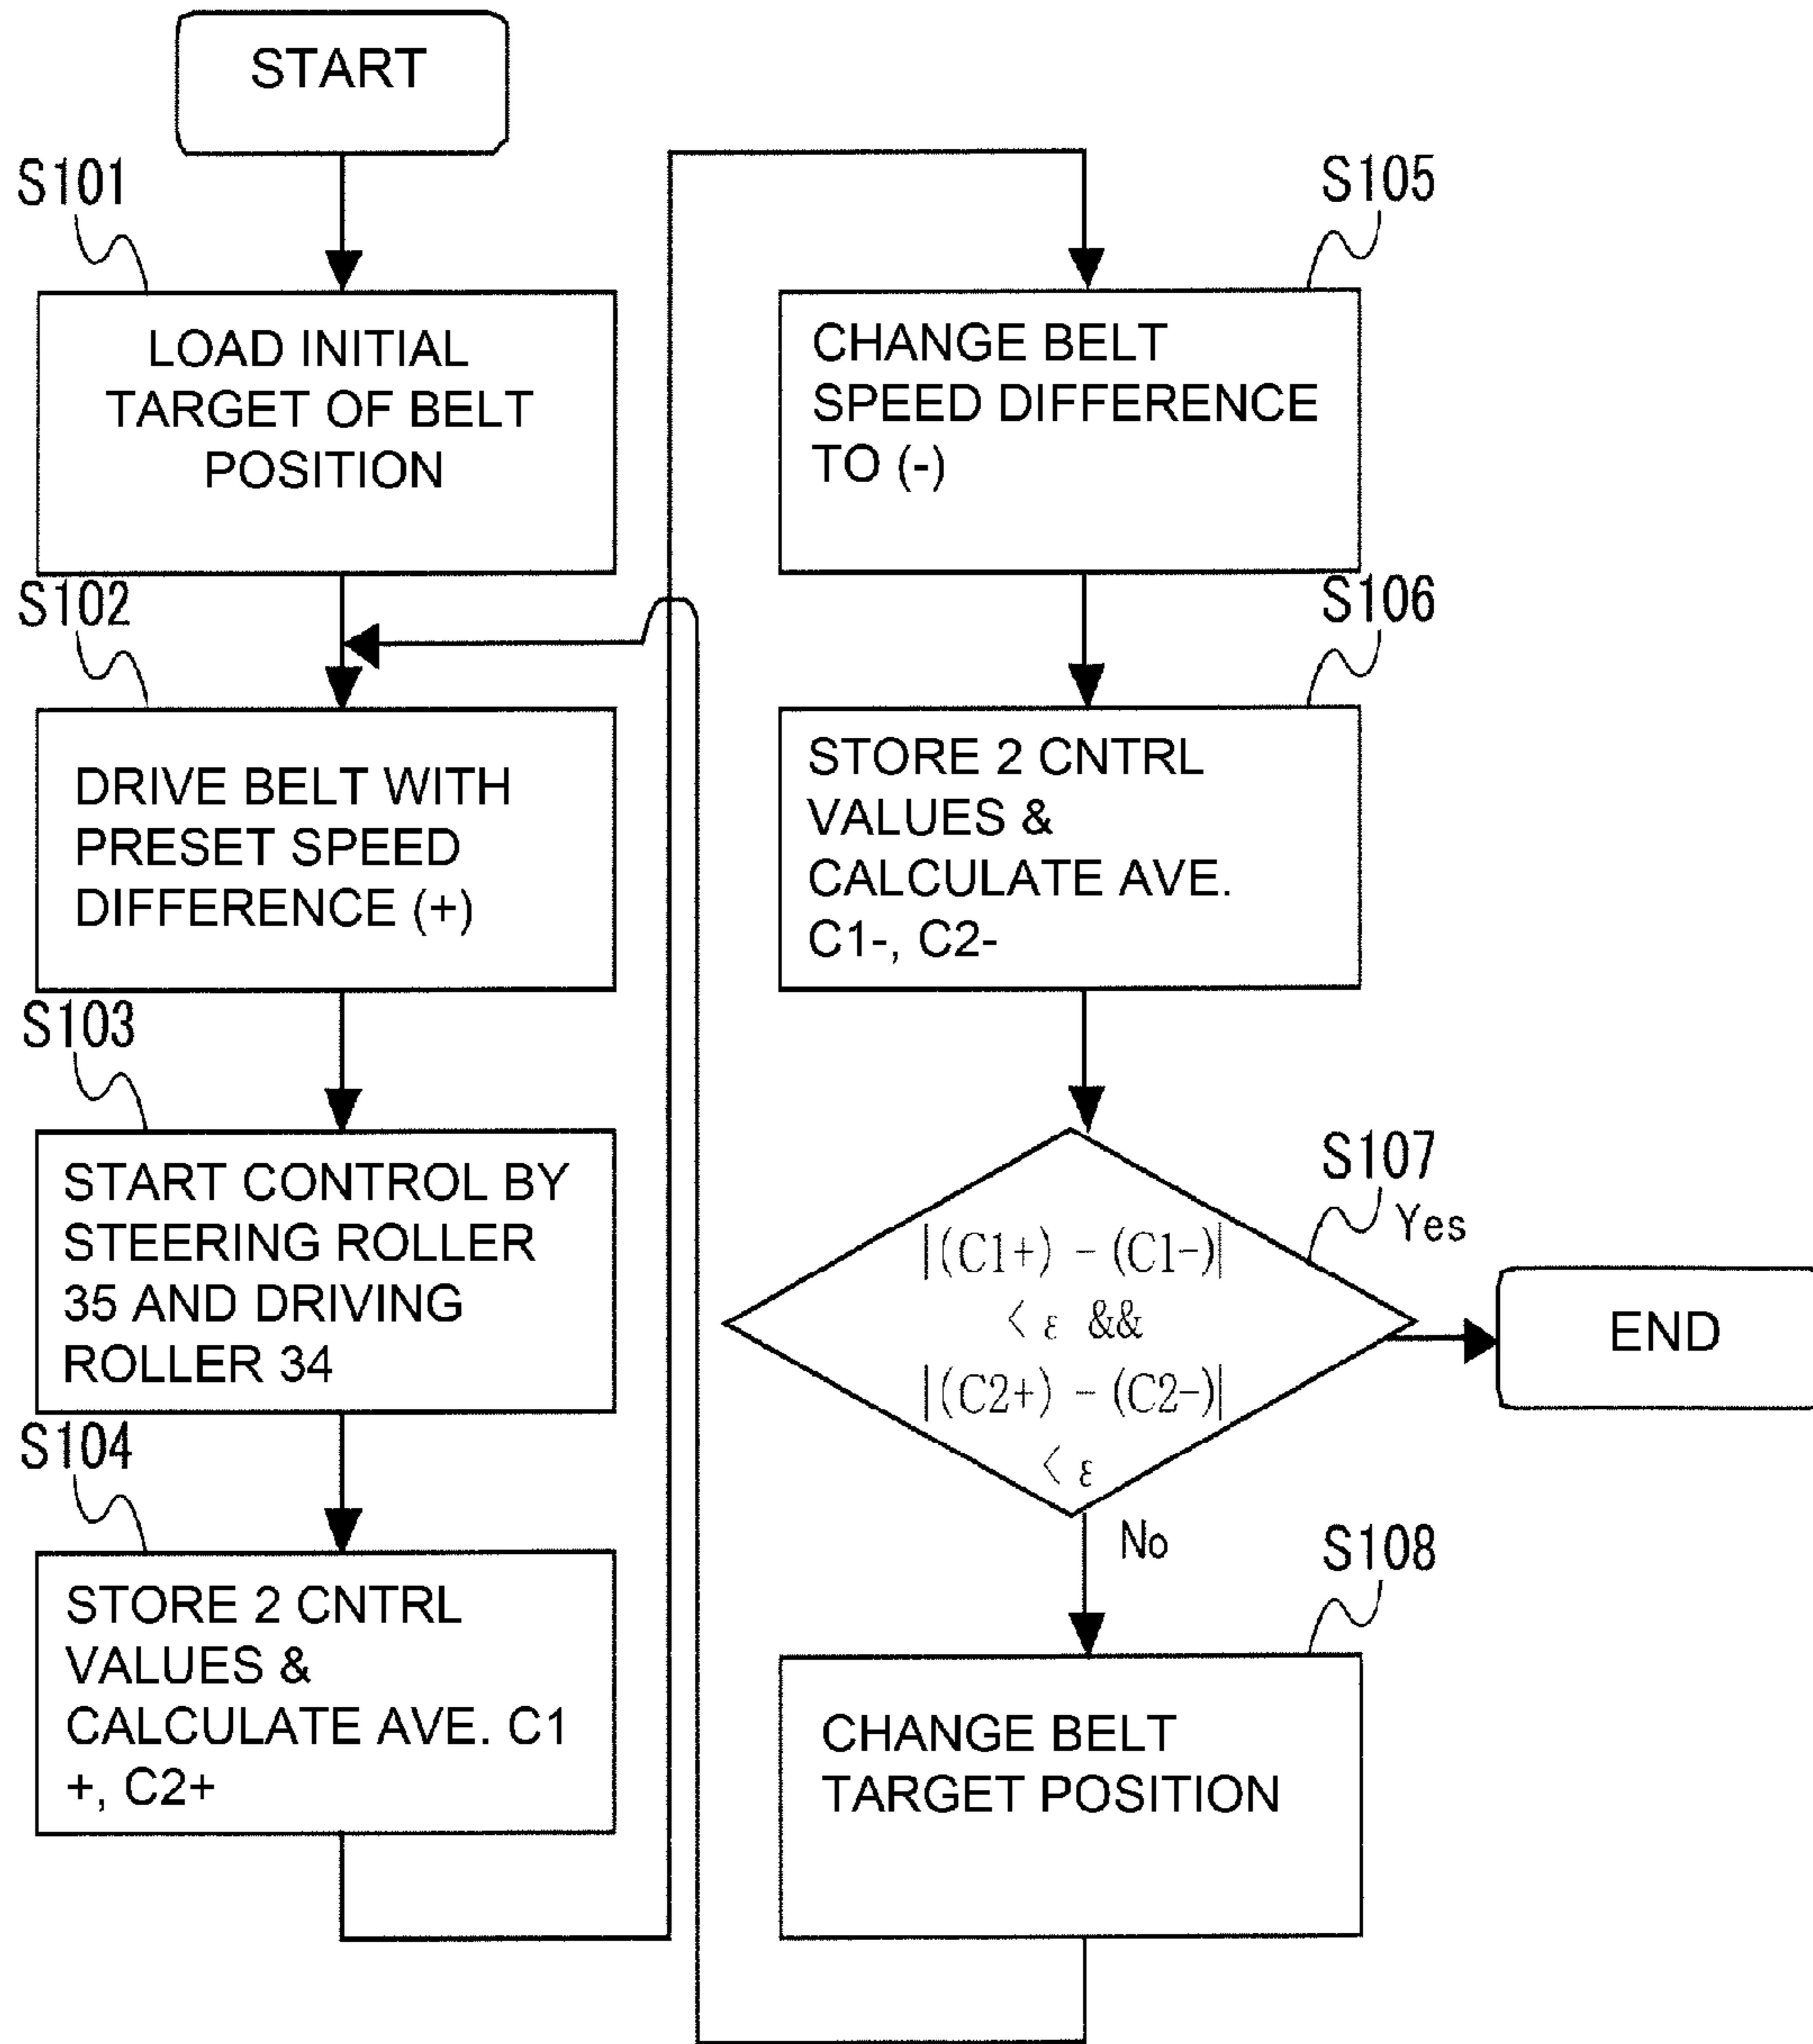 START
S101
LOAD INITIAL
TARGET OF BELT
POSITION
S102
DRIVE BELT WITH
PRESET SPEED
DIFFERENCE (+)
S103
START CONTROL BY
STEERING ROLLER
35 AND DRIVING
ROLLER 34
S104
STORE 2 CNTRL
VALUES &
CALCULATE AVE. C1
+, C2+
S105
CHANGE BELT
SPEED DIFFERENCE
TO (-)
S106
STORE 2 CNTRL
VALUES &
CALCULATE AVE.
C1-, C2-
S107
Yes
|(C1+) - (C1-)|
< ε &&
|(C2+) - (C2-)|
< ε
END
No
S108
CHANGE BELT
TARGET POSITION